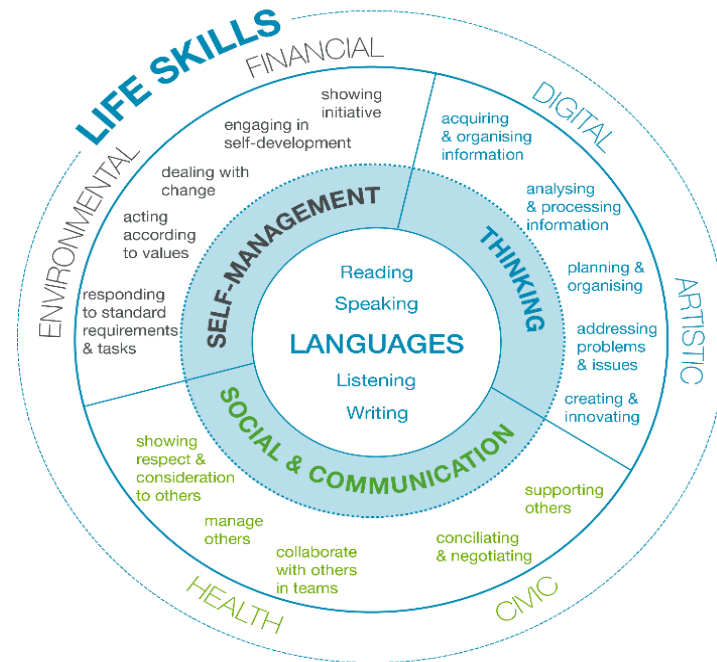 LIFE SKILLS
FINANCIAL
DIGITAL
ARTISTIC
CIVIC
HEALTH
ENVIRONMENTAL
SELF-MANAGEMENT
showing
initiative
engaging in
self-development
dealing with
change
acting
according
to values
responding
to standard
requirements
& tasks
THINKING
acquiring
& organising
information
analysing
& processing
information
planning &
organising
addressing
problems
& issues
creating &
innovating
SOCIAL & COMMUNICATION
showing
respect &
consideration
to others
manage
others
collaborate
with others
in teams
conciliating
& negotiating
supporting
others
Reading
Speaking
LANGUAGES
Listening
Writing